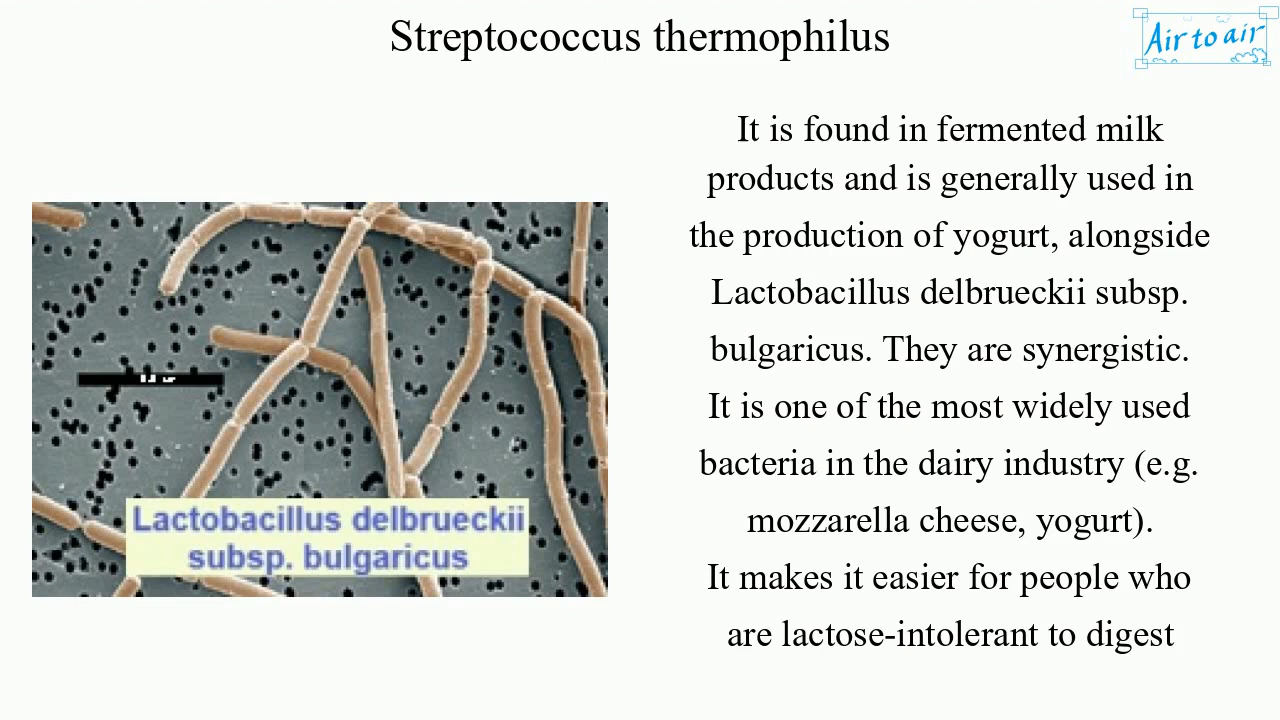 Streptococcus thermophilus
Air to air
It is found in fermented milk
products and is generally used in
the production of yogurt, alongside
Lactobacillus delbrueckii subsp.
bulgaricus. They are synergistic.
It is one of the most widely used
bacteria in the dairy industry (e.g.
mozzarella cheese, yogurt).
It makes it easier for people who
are lactose-intolerant to digest
Lactobacillus delbrueckii
subsp. bulgaricus